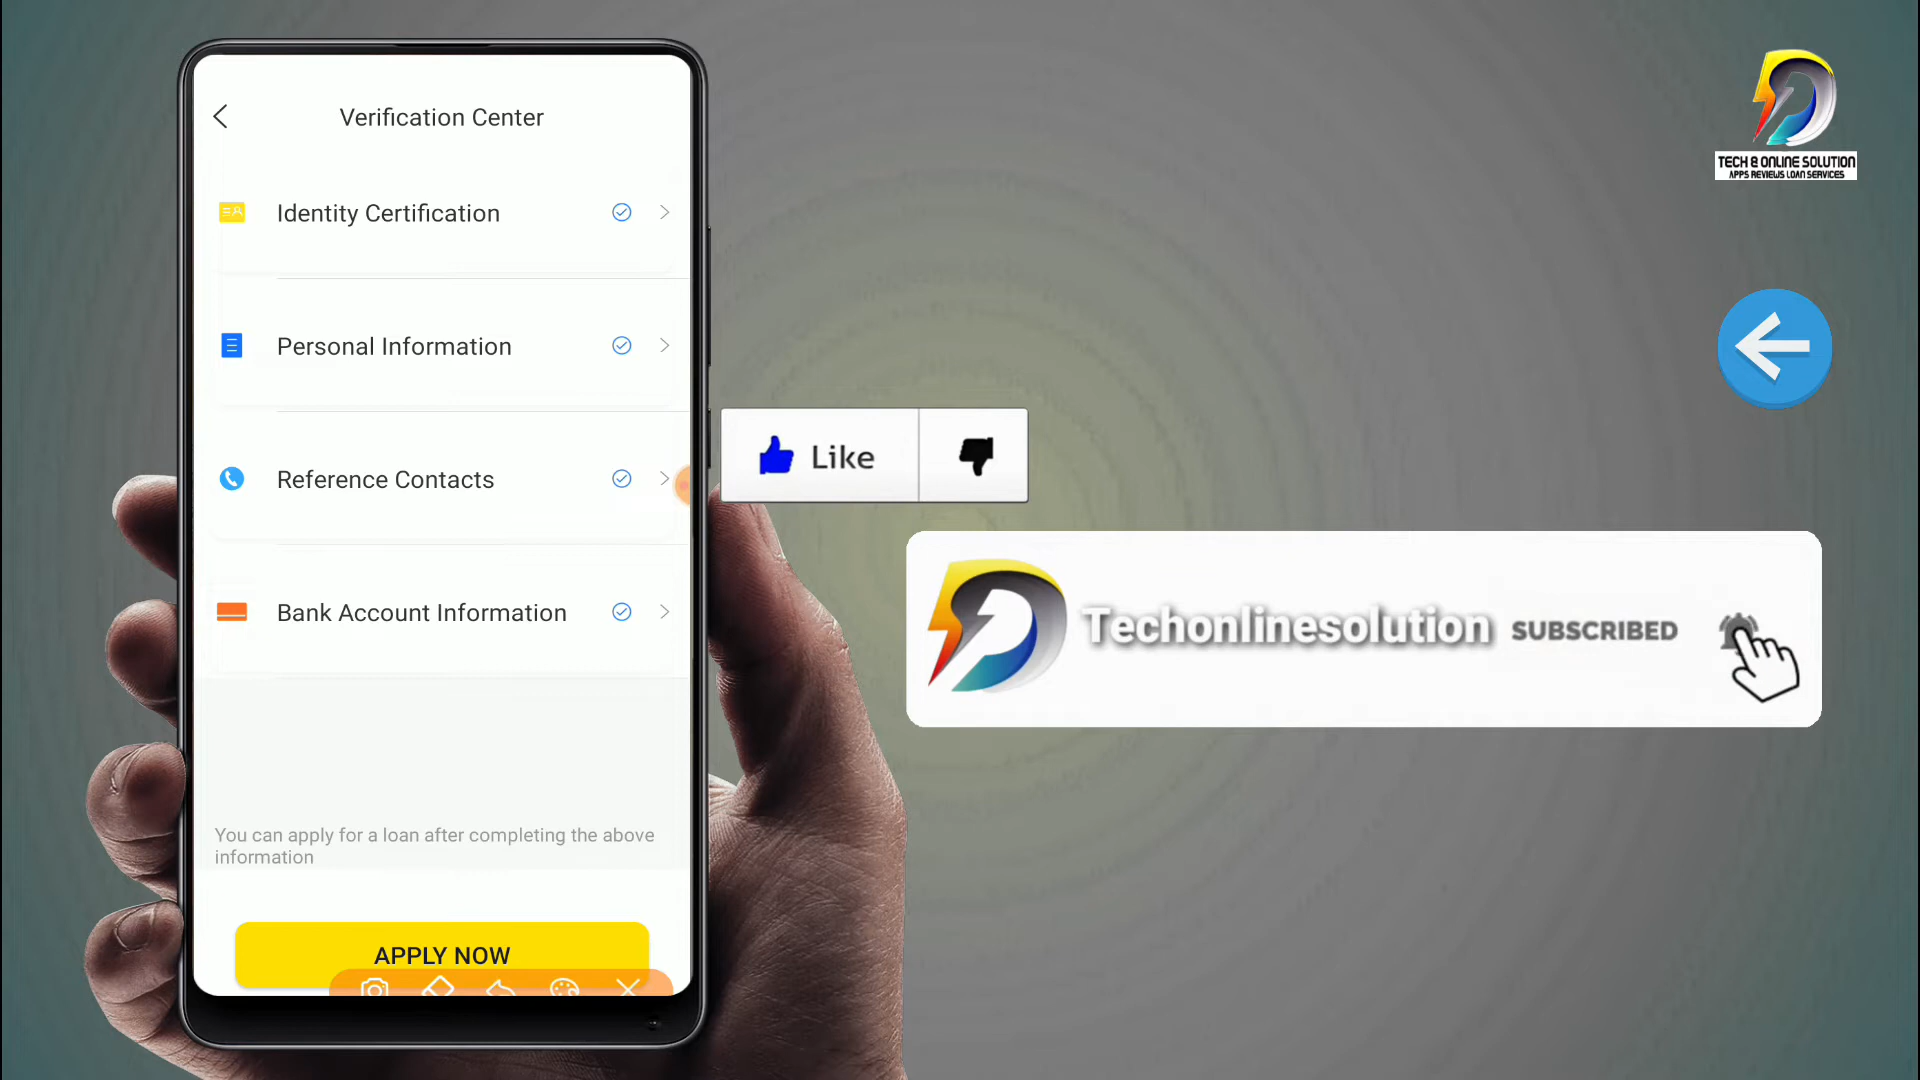 Verification Center
Identity Certification
Personal Information
Reference Contacts
Bank Account Information
You can apply for a loan after completing the above
information
APPLY NOW
Like
Techonlinesolution SUBSCRIBED
TECH & ONLINE SOLUTION
APPS REVIEWS LOAN SERVICES